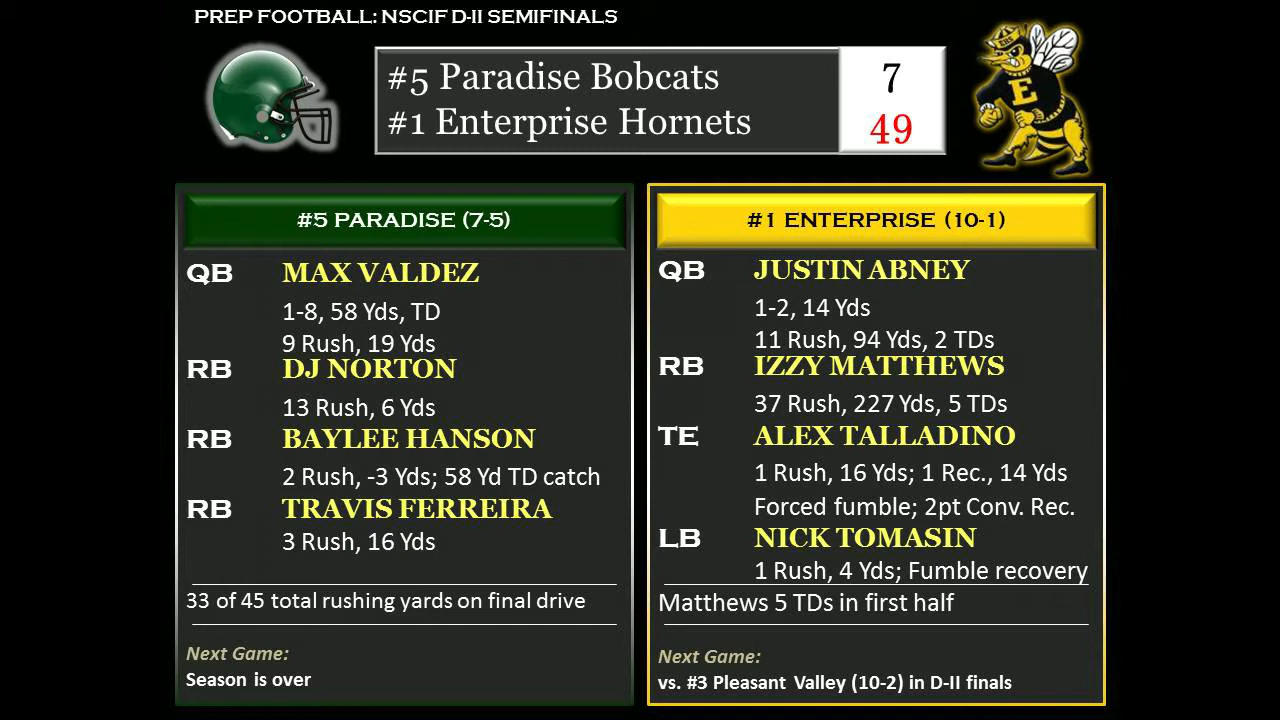 PREP FOOTBALL: NSCIF D-II SEMIFINALS
#5 Paradise Bobcats 7
#1 Enterprise Hornets 49
E
#5 PARADISE (7-5)
QB MAX VALDEZ
1-8, 58 Yds, TD
9 Rush, 19 Yds
RB DJ NORTON
13 Rush, 6 Yds
RB BAYLEE HANSON
2 Rush, -3 Yds; 58 Yd TD catch
RB TRAVIS FERREIRA
3 Rush, 16 Yds
33 of 45 total rushing yards on final drive
Next Game:
Season is over
#1 ENTERPRISE (10-1)
QB JUSTIN ABNEY
1-2, 14 Yds
11 Rush, 94 Yds, 2 TDs
RB IZZY MATTHEWS
37 Rush, 227 Yds, 5 TDs
TE ALEX TALLADINO
1 Rush, 16 Yds; 1 Rec., 14 Yds
Forced fumble; 2pt Conv. Rec.
LB NICK TOMASIN
1 Rush, 4 Yds; Fumble recovery
Matthews 5 TDs in first half
Next Game:
vs. #3 Pleasant Valley (10-2) in D-II finals